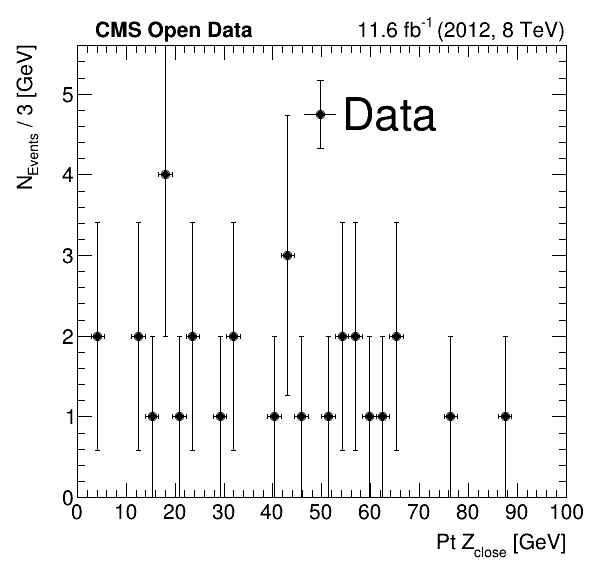 CMS Open Data 11.6 fb-1 (2012, 8 TeV)
NEvents / 3 [GeV]
Data
5
4
3
2
1
0
0 10 20 30 40 50 60 70 80 90 100
Pt Zclose [GeV]